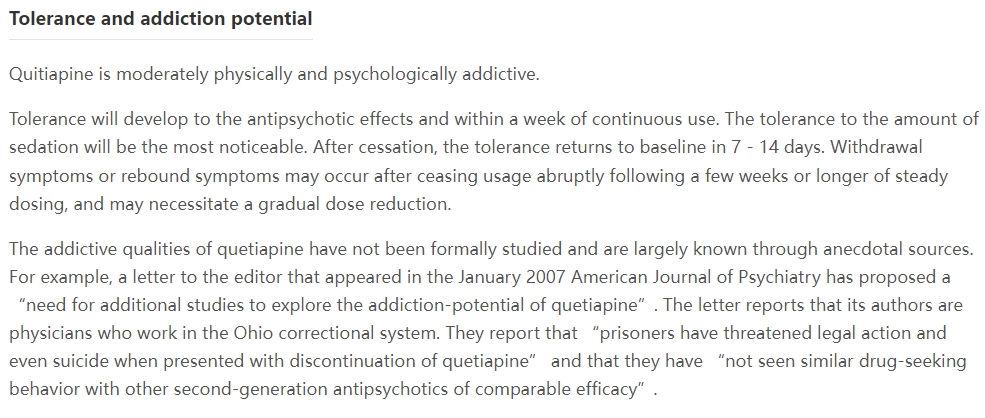 Tolerance and addiction potential
Quitiapine is moderately physically and psychologically addictive.
Tolerance will develop to the antipsychotic effects and within a week of continuous use. The tolerance to the amount of
sedation will be the most noticeable. After cessation, the tolerance returns to baseline in 7 - 14 days. Withdrawal
symptoms or rebound symptoms may occur after ceasing usage abruptly following a few weeks or longer of steady
dosing, and may necessitate a gradual dose reduction.
The addictive qualities of quetiapine have not been formally studied and are largely known through anecdotal sources.
For example, a letter to the editor that appeared in the January 2007 American Journal of Psychiatry has proposed a
“need for additional studies to explore the addiction-potential of quetiapine” . The letter reports that its authors are
physicians who work in the Ohio correctional system. They report that “prisoners have threatened legal action and
even suicide when presented with discontinuation of quetiapine” and that they have “not seen similar drug-seeking
behavior with other second-generation antipsychotics of comparable efficacy” .